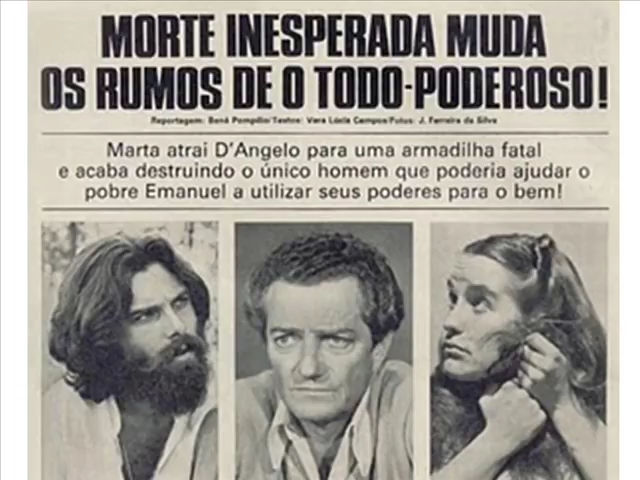 MORTE INESPERADA MUDA
OS RUMOS DE O TODO-PODEROSO!
Reportagem: Bené Pompílio/Textos: Vera Lúcia Campos/Fotos: J. Ferreira da Silva
Marta atrai D'Angelo para uma armadilha fatal
e acaba destruindo o único homem que poderia ajudar o
pobre Emanuel a utilizar seus poderes para o bem!